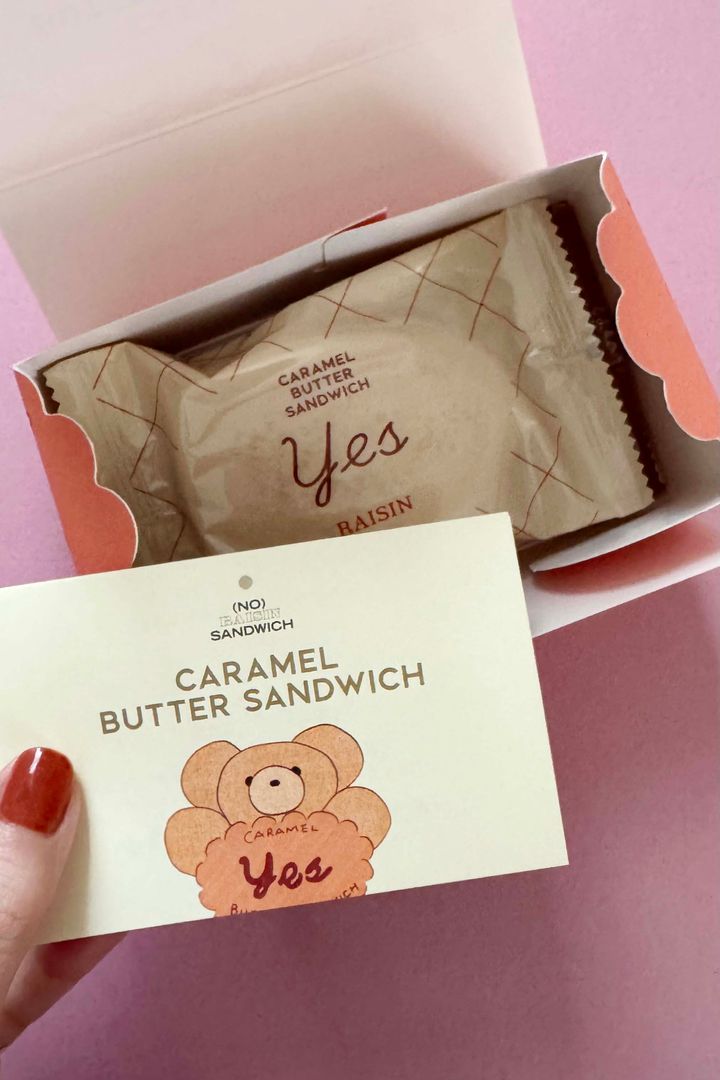 CARAMEL
BUTTER
SANDWICH
Yes
RAISIN
(NO)
RAISIN
SANDWICH
CARAMEL
BUTTER SANDWICH
CARAMEL
Yes